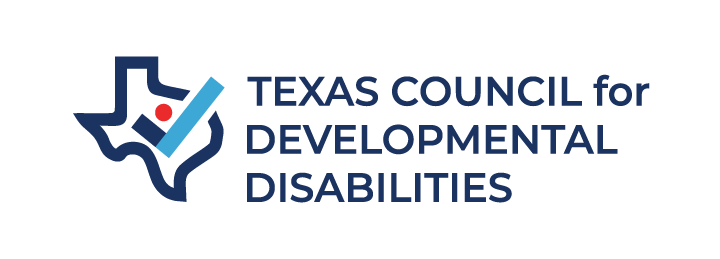 TEXAS COUNCIL for
DEVELOPMENTAL
DISABILITIES